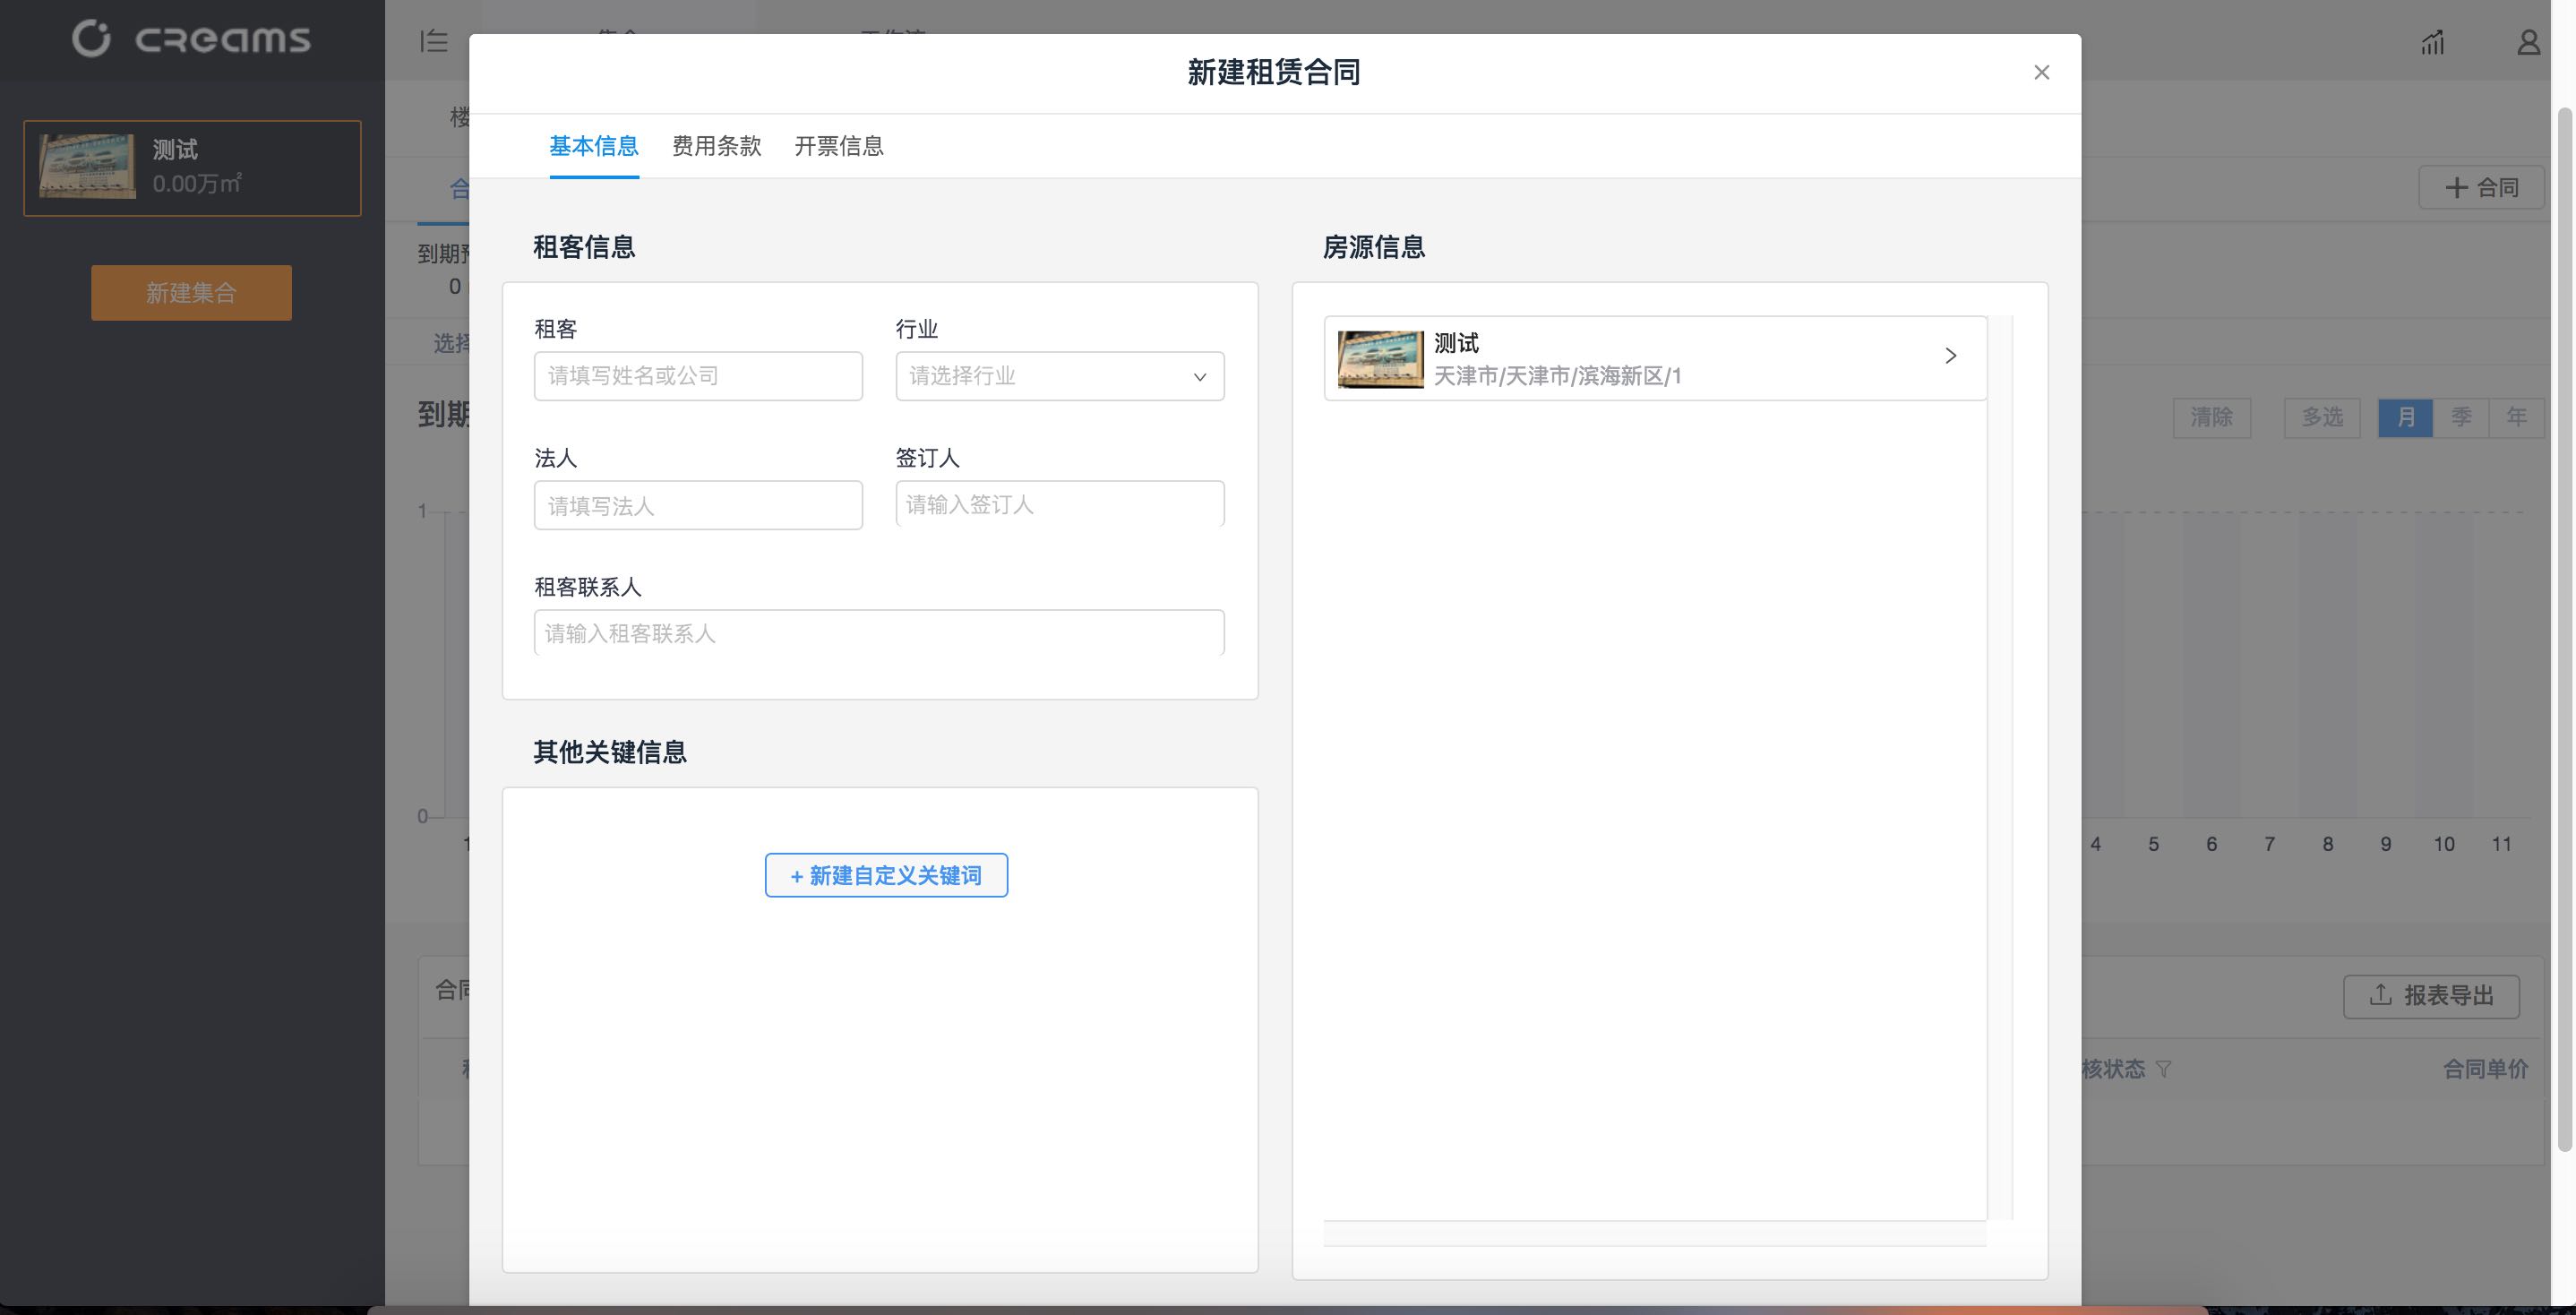 CREAMS
测试
0.00万㎡
新建集合
新建租赁合同
基本信息
费用条款
开票信息
+ 合同
到期
0
选择
租客信息
房源信息
租客
请填写姓名或公司
行业
请选择行业
法人
请填写法人
签订人
请输入签订人
租客联系人
请输入租客联系人
测试
天津市/天津市/滨海新区/1
到期
清除
多选
月
季
年
1
0
4 5 6 7 8 9 10 11
其他关键信息
+ 新建自定义关键词
报表导出
核状态
合同单价